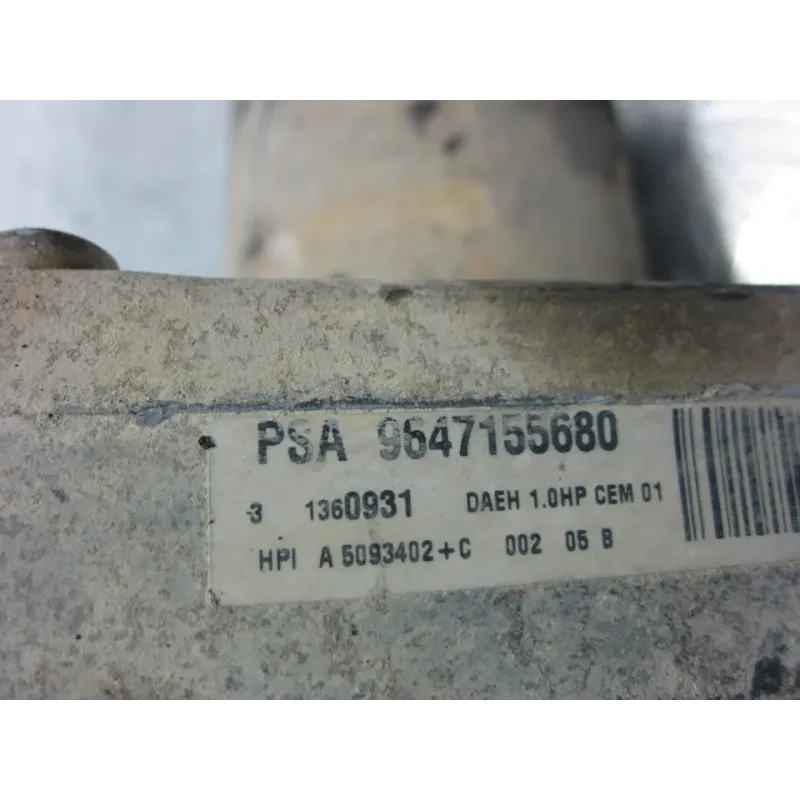 PSA 9647155680
3 1360931 DAEH 1.0HP CEM 01
HPI A 5093402+C 002 05 B